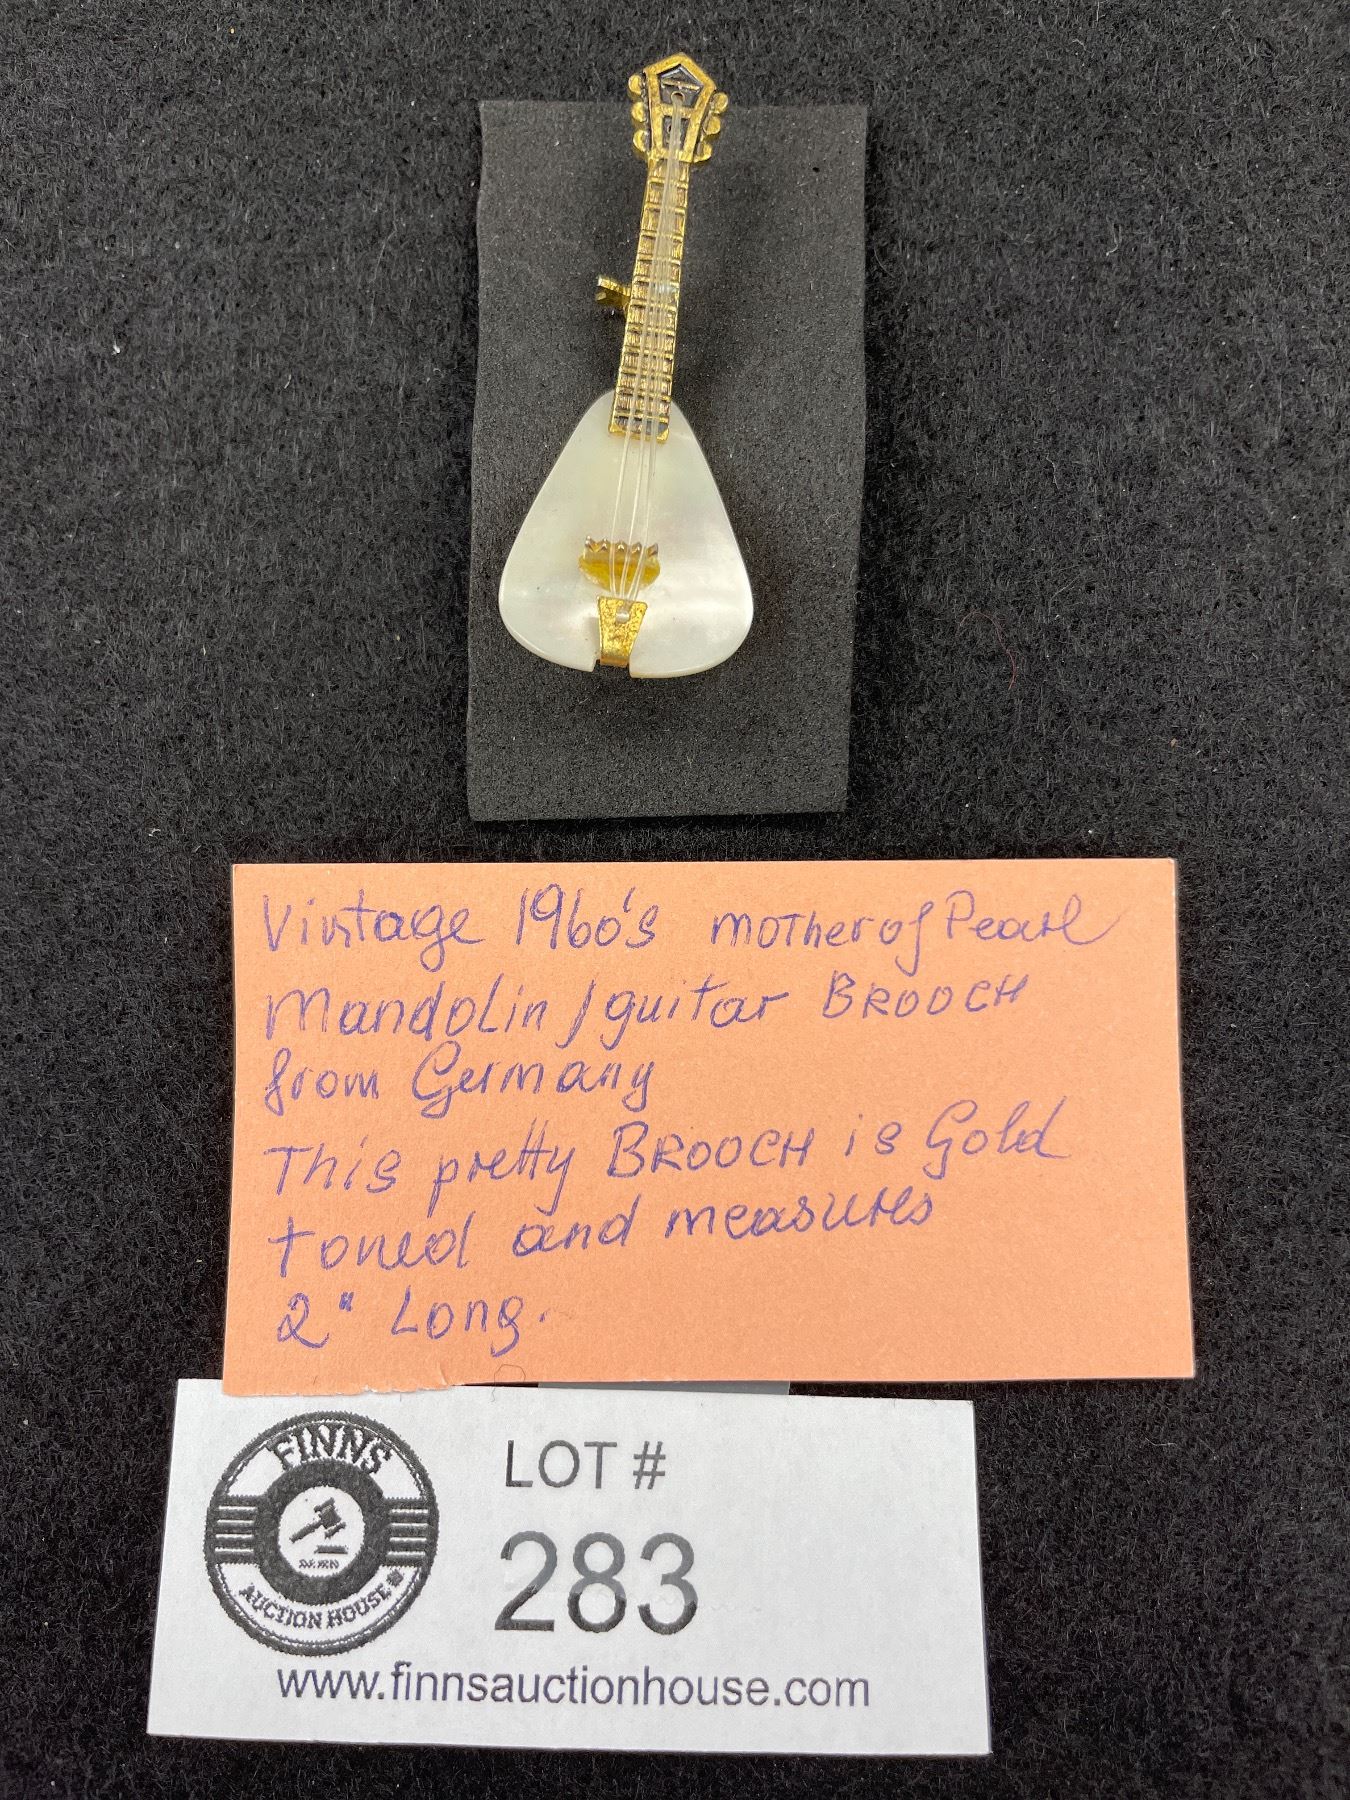 Vintage 1960's mother of Pearl
Mandolin/guitar BROOCH
from Germany
This pretty BROOCH is Gold
toned and measures
2" Long.
FINNS
AUCTION HOUSE
LOT #
283
www.finnsauctionhouse.com